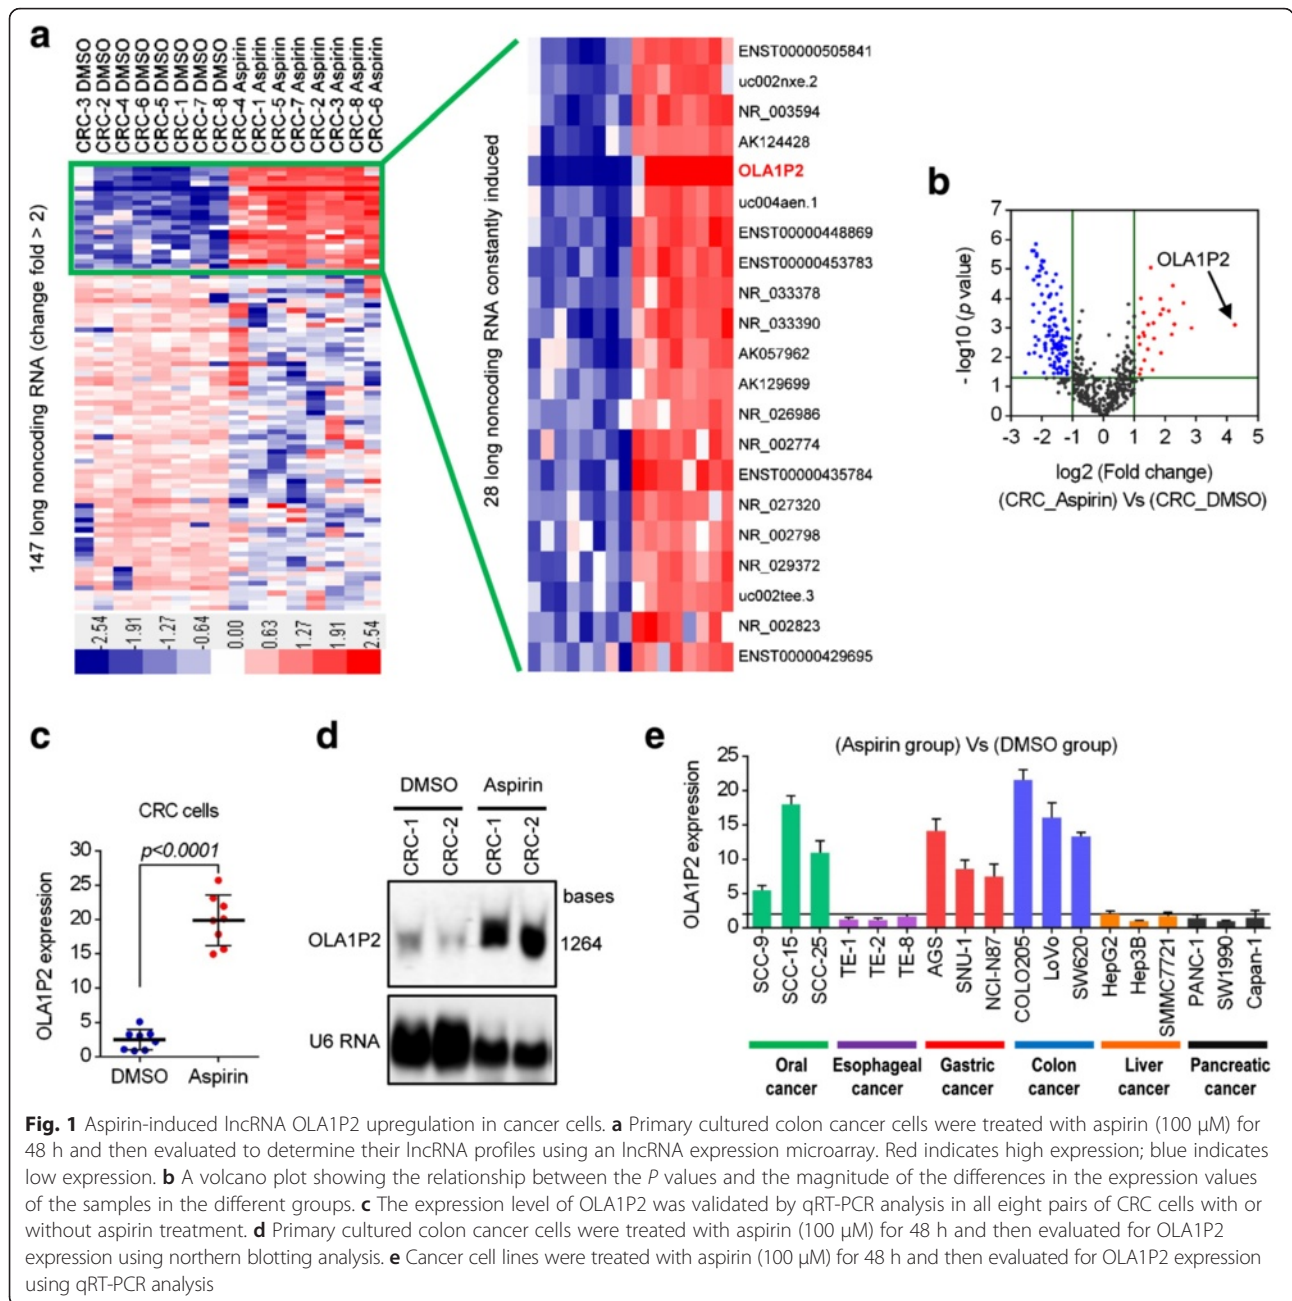 a
CRC-3 DMSO
CRC-2 DMSO
CRC-4 DMSO
CRC-6 DMSO
CRC-5 DMSO
CRC-1 DMSO
CRC-7 DMSO
CRC-8 DMSO
CRC-4 Aspirin
CRC-1 Aspirin
CRC-5 Aspirin
CRC-7 Aspirin
CRC-2 Aspirin
CRC-3 Aspirin
CRC-8 Aspirin
CRC-6 Aspirin
147 long noncoding RNA (change fold > 2)
-2.54
-1.91
-1.27
-0.64
0.00
0.63
1.27
1.91
2.54
28 long noncoding RNA constantly induced
ENST00000505841
uc002nxe.2
NR_003594
AK124428
OLA1P2
uc004aen.1
ENST00000448869
ENST00000453783
NR_033378
NR_033390
AK057962
AK129699
NR_026986
NR_002774
ENST00000435784
NR_027320
NR_002798
NR_029372
uc002tee.3
NR_002823
ENST00000429695
b
7
6
5
4
3
2
1
0
- log10 (p value)
OLA1P2
-3 -2 -1 0 1 2 3 4 5
log2 (Fold change)
(CRC_Aspirin) Vs (CRC_DMSO)
c
CRC cells
p<0.0001
30
25
20
15
10
5
0
OLA1P2 expression
DMSO Aspirin
d
DMSO Aspirin
CRC-1
CRC-2
CRC-1
CRC-2
bases
OLA1P2
1264
U6 RNA
e
(Aspirin group) Vs (DMSO group)
25
20
15
10
5
2
0
OLA1P2 expression
SCC-9
SCC-15
SCC-25
TE-1
TE-2
TE-8
AGS
SNU-1
NCI-N87
COLO205
LoVo
SW620
HepG2
Hep3B
SMMC7721
PANC-1
SW1990
Capan-1
Oral cancer
Esophageal cancer
Gastric cancer
Colon cancer
Liver cancer
Pancreatic cancer
Fig. 1 Aspirin-induced lncRNA OLA1P2 upregulation in cancer cells. a Primary cultured colon cancer cells were treated with aspirin (100 μM) for
48 h and then evaluated to determine their lncRNA profiles using an lncRNA expression microarray. Red indicates high expression; blue indicates
low expression. b A volcano plot showing the relationship between the P values and the magnitude of the differences in the expression values
of the samples in the different groups. c The expression level of OLA1P2 was validated by qRT-PCR analysis in all eight pairs of CRC cells with or
without aspirin treatment. d Primary cultured colon cancer cells were treated with aspirin (100 μM) for 48 h and then evaluated for OLA1P2
expression using northern blotting analysis. e Cancer cell lines were treated with aspirin (100 μM) for 48 h and then evaluated for OLA1P2 expression
using qRT-PCR analysis